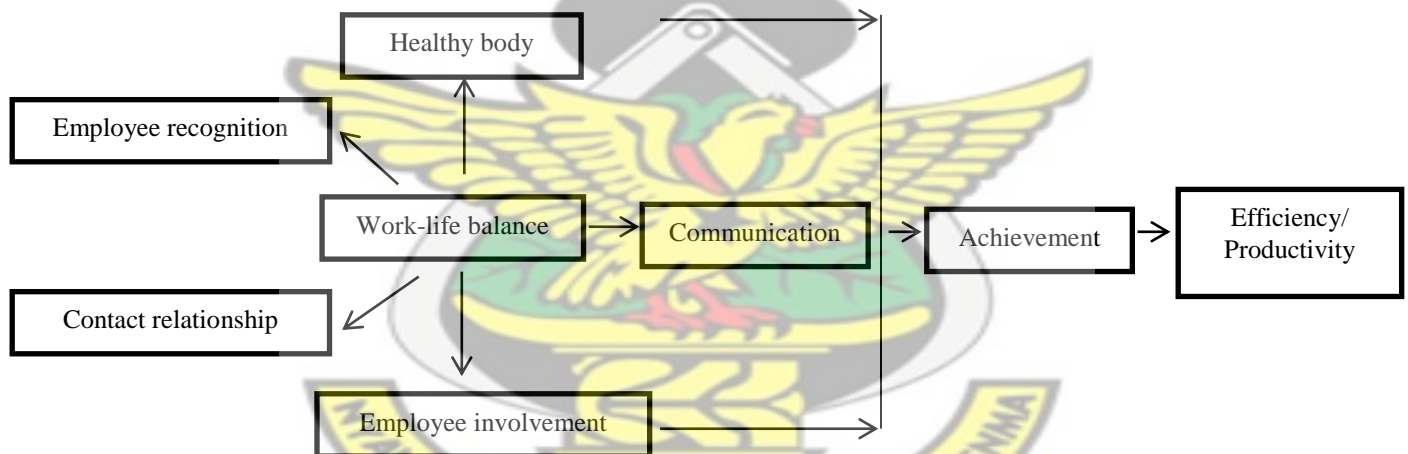 Healthy body
Employee recognition
Work-life balance
Communication
Achievement
Efficiency/
Productivity
Contact relationship
Employee involvement